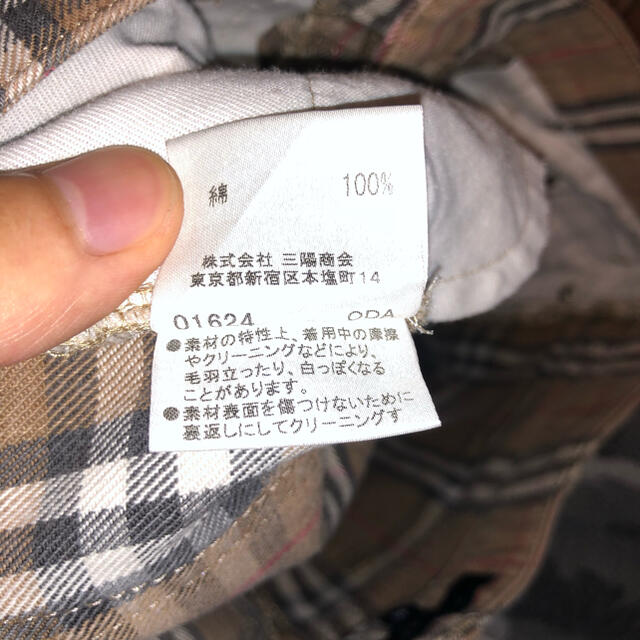 綿 100%
株式会社 三陽商会
東京都新宿区本塩町14
01624
●素材の特性上、着用中の摩擦
やクリーニングなどにより、
毛羽立ったり、白っぽくなる
ことがあります。
●素材表面を傷つけないために
裏返しにしてクリーニングす